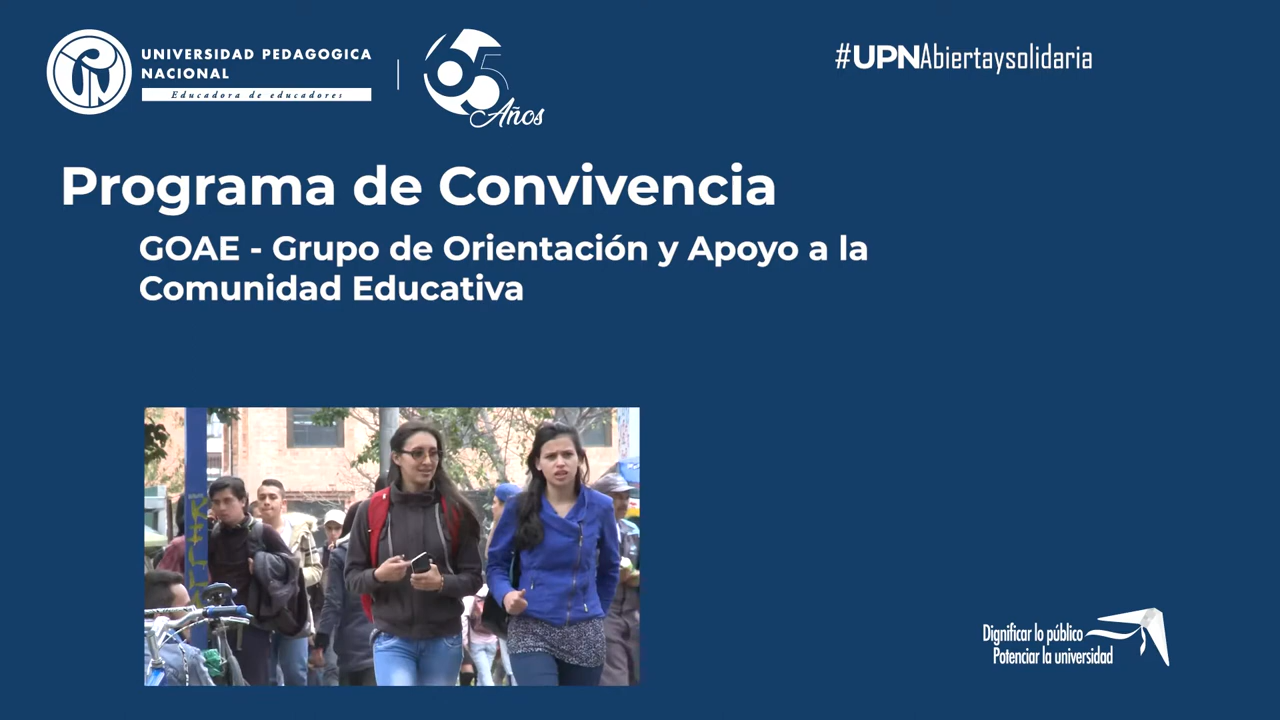 UNIVERSIDAD PEDAGOGICA
NACIONAL
Educadora de educadores
65
Años
#UPNAbiertaysolidaria
Programa de Convivencia
GOAE - Grupo de Orientación y Apoyo a la
Comunidad Educativa
Dignificar lo público
Potenciar la universidad